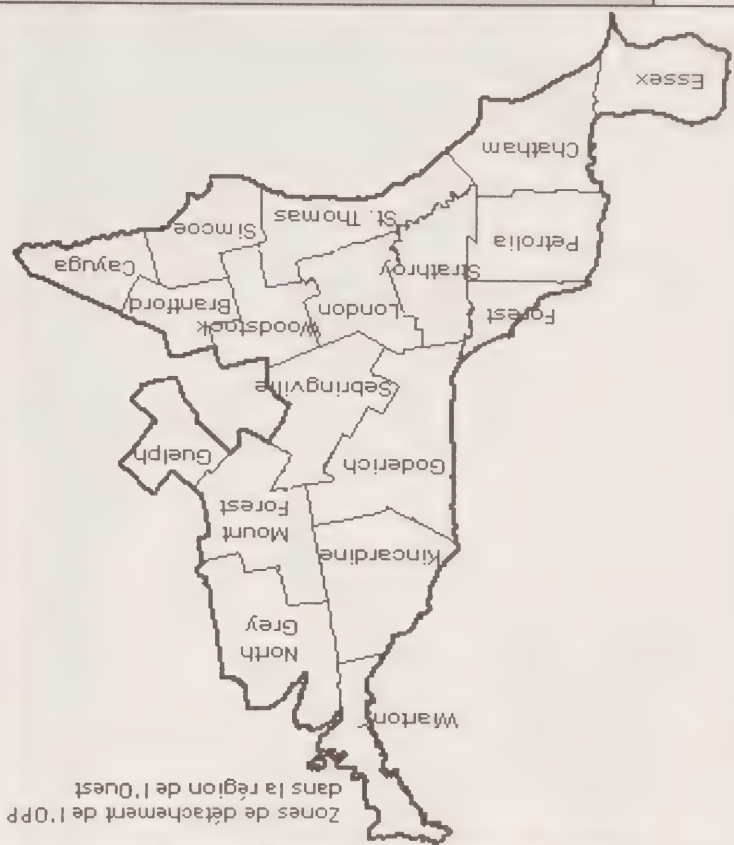 Zones de détachement de l'OPP
dans la région de l'Ouest
Wiarton
North
Grey
Kincardine
Mount
Forest
Goderich
Guelph
Sebringville
Woodstock
Forest
London
Brantford
Strathroy
Cayuga
Petrolia
Simcoe
St. Thomas
Chatham
Essex